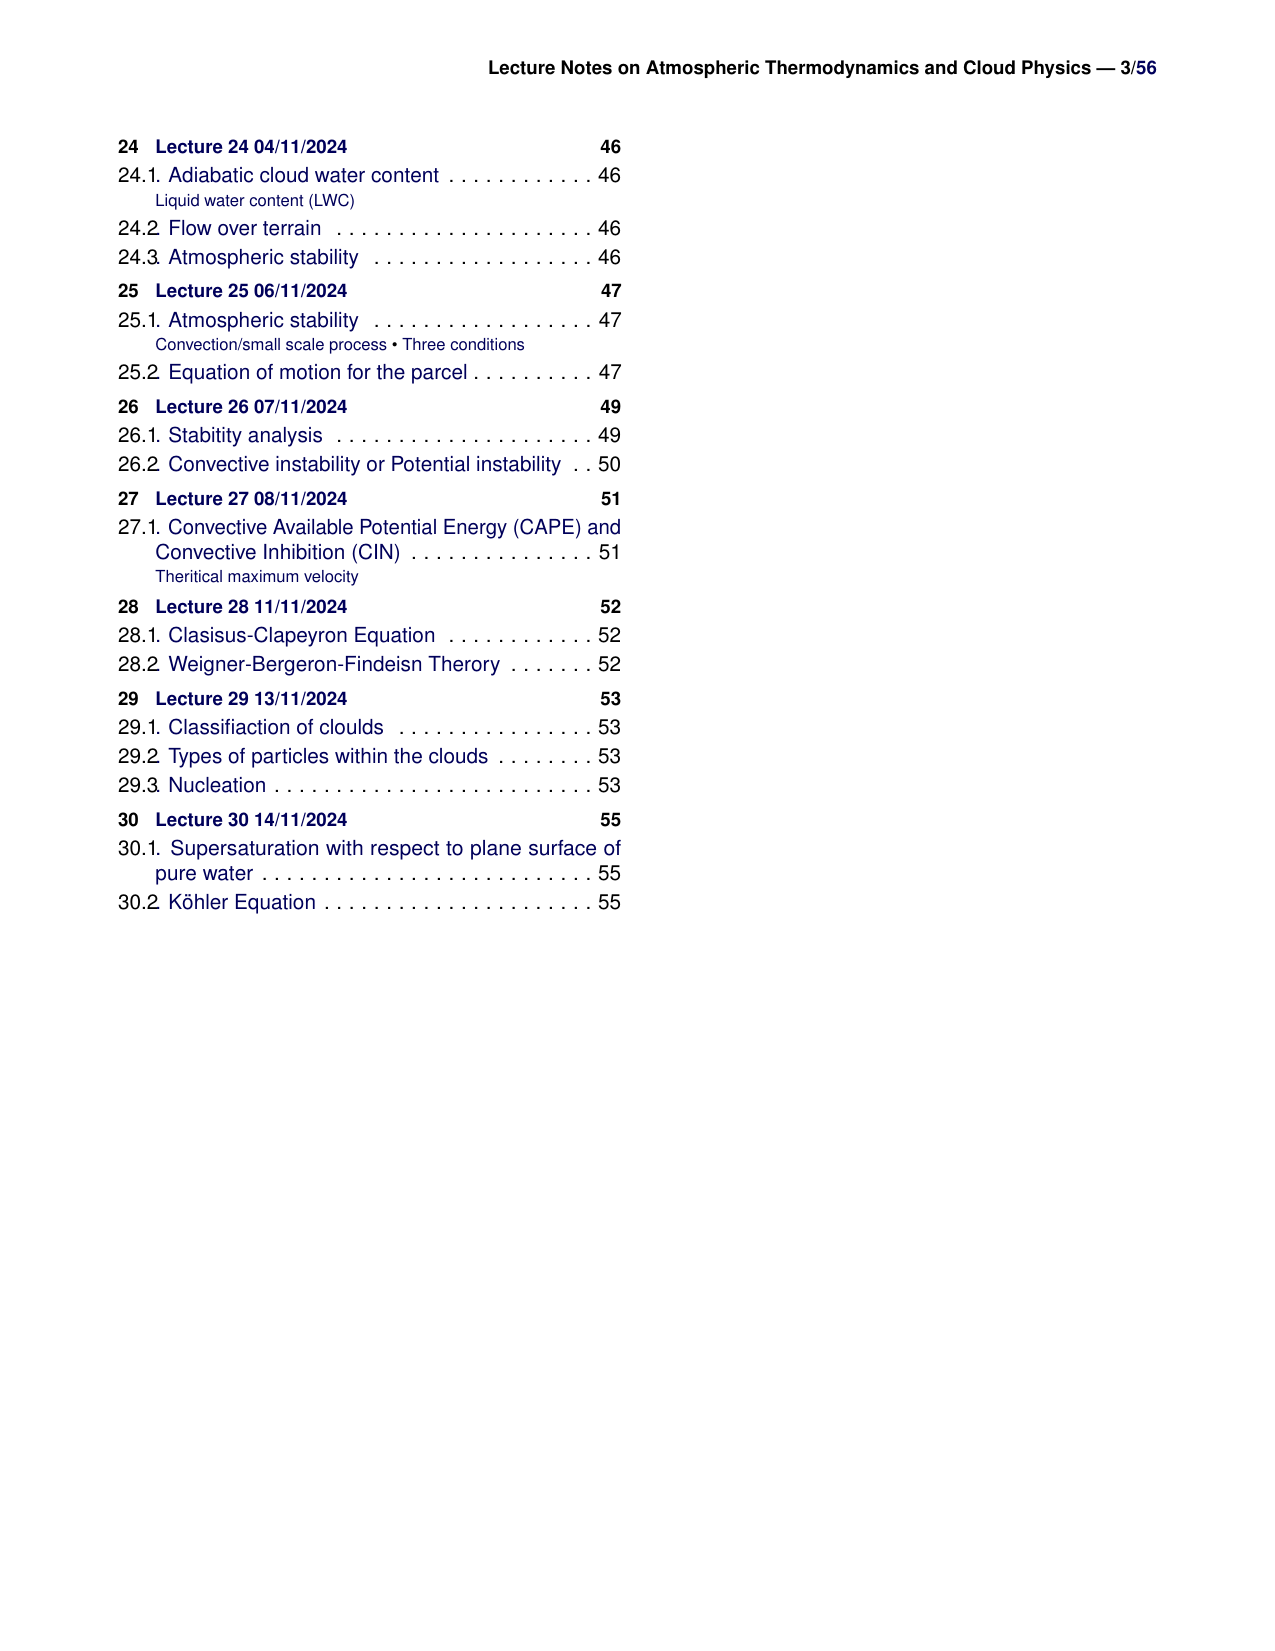 Lecture Notes on Atmospheric Thermodynamics and Cloud Physics — 3/56
24 Lecture 24 04/11/2024 46
24.1. Adiabatic cloud water content . . . . . . . . . . . . 46
Liquid water content (LWC)
24.2. Flow over terrain . . . . . . . . . . . . . . . . . . . . . 46
24.3. Atmospheric stability . . . . . . . . . . . . . . . . . . 46
25 Lecture 25 06/11/2024 47
25.1. Atmospheric stability . . . . . . . . . . . . . . . . . . 47
Convection/small scale process • Three conditions
25.2. Equation of motion for the parcel . . . . . . . . . . 47
26 Lecture 26 07/11/2024 49
26.1. Stabitity analysis . . . . . . . . . . . . . . . . . . . . . 49
26.2. Convective instability or Potential instability . . 50
27 Lecture 27 08/11/2024 51
27.1. Convective Available Potential Energy (CAPE) and
Convective Inhibition (CIN) . . . . . . . . . . . . . . . 51
Theritical maximum velocity
28 Lecture 28 11/11/2024 52
28.1. Clasisus-Clapeyron Equation . . . . . . . . . . . . 52
28.2. Weigner-Bergeron-Findeisn Therory . . . . . . . 52
29 Lecture 29 13/11/2024 53
29.1. Classifiaction of cloulds . . . . . . . . . . . . . . . . 53
29.2. Types of particles within the clouds . . . . . . . . 53
29.3. Nucleation . . . . . . . . . . . . . . . . . . . . . . . . . . 53
30 Lecture 30 14/11/2024 55
30.1. Supersaturation with respect to plane surface of
pure water . . . . . . . . . . . . . . . . . . . . . . . . . . . 55
30.2. Köhler Equation . . . . . . . . . . . . . . . . . . . . . . 55